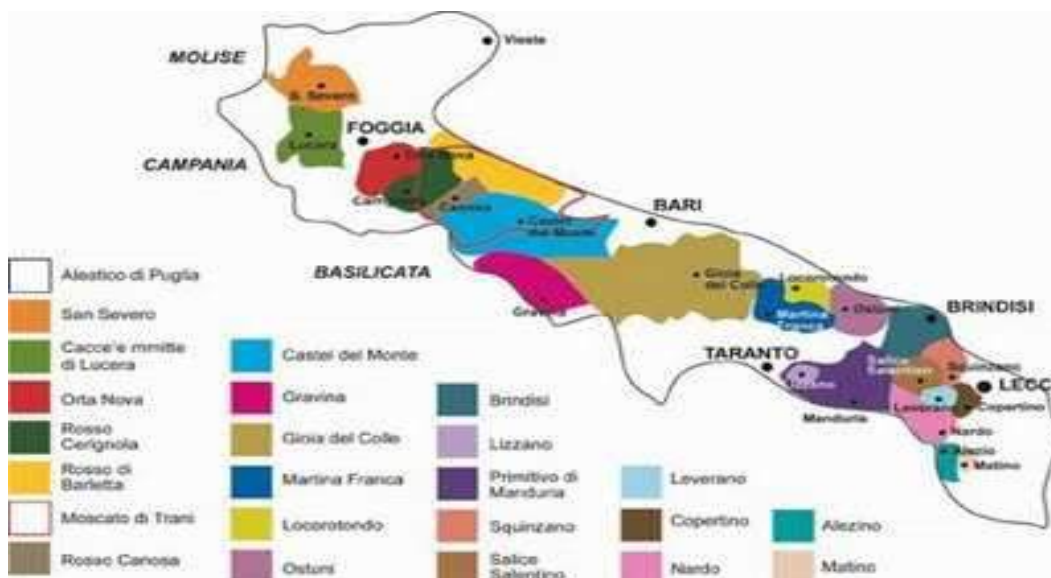 MOLISE
Vieste
S. Severo
FOGGIA
Lucera
CAMPANIA
BARI
Castel
del Monte
BASILICATA
Gioia
del Colle
Locorotondo
Gravina
Martina
Franca
Ostuni
BRINDISI
TARANTO
Salice
Salentino
Squinzano
LECC
Leverano
Copertino
Manduria
Nardo
Alezio
Matino
Aleatico di Puglia
San Severo
Cacce'e mmitte
di Lucera
Orta Nova
Rosso
Cerignola
Rosso di
Barletta
Moscato di Trani
Rosso Canosa
Castel del Monte
Gravina
Gioia del Colle
Martina Franca
Locorotondo
Ostuni
Brindisi
Lizzano
Primitivo di
Manduria
Squinzano
Salice
Salentino
Leverano
Copertino
Nardo
Alezino
Matino